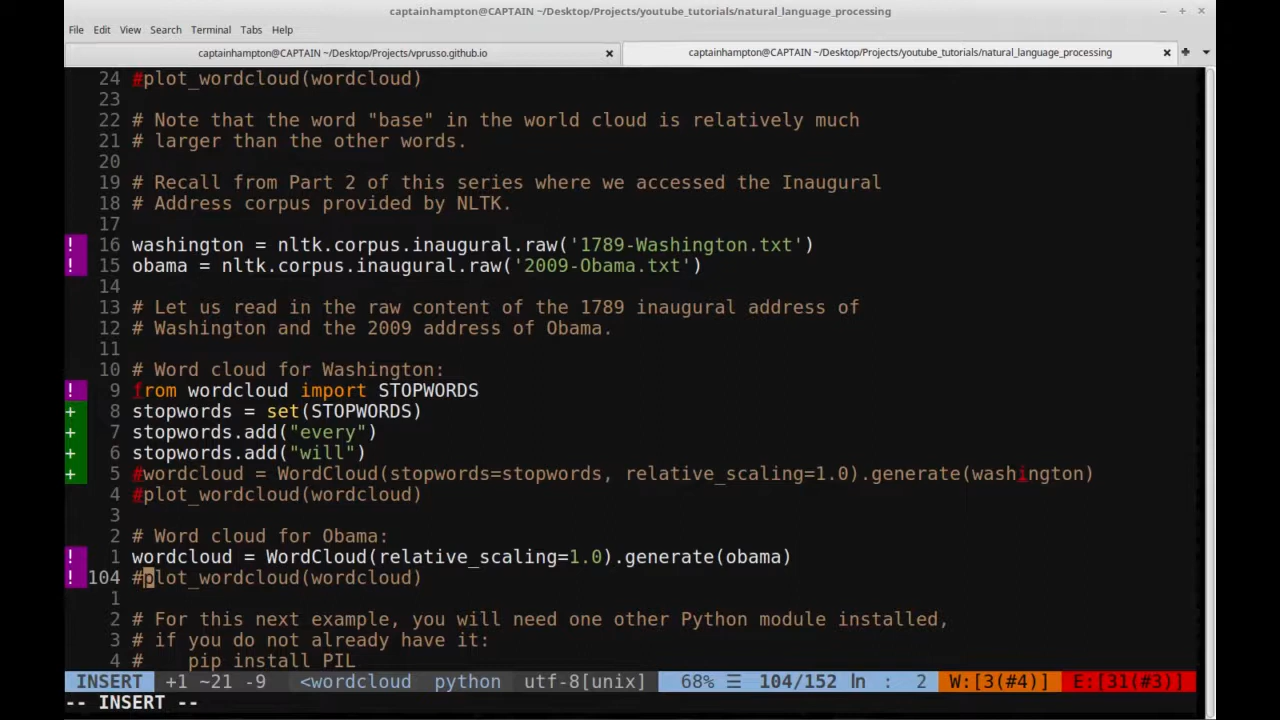 captainhampton@CAPTAIN ~/Desktop/Projects/youtube_tutorials/natural_language_processing
File Edit View Search Terminal Tabs Help
captainhampton@CAPTAIN ~/Desktop/Projects/vprusso.github.io captainhampton@CAPTAIN ~/Desktop/Projects/youtube_tutorials/natural_language_processing
24 #plot_wordcloud(wordcloud)
23
22 # Note that the word "base" in the world cloud is relatively much
21 # larger than the other words.
20
19 # Recall from Part 2 of this series where we accessed the Inaugural
18 # Address corpus provided by NLTK.
17
! 16 washington = nltk.corpus.inaugural.raw('1789-Washington.txt')
! 15 obama = nltk.corpus.inaugural.raw('2009-Obama.txt')
14
13 # Let us read in the raw content of the 1789 inaugural address of
12 # Washington and the 2009 address of Obama.
11
10 # Word cloud for Washington:
! 9 from wordcloud import STOPWORDS
+ 8 stopwords = set(STOPWORDS)
+ 7 stopwords.add("every")
+ 6 stopwords.add("will")
+ 5 #wordcloud = WordCloud(stopwords=stopwords, relative_scaling=1.0).generate(washington)
4 #plot_wordcloud(wordcloud)
3
2 # Word cloud for Obama:
! 1 wordcloud = WordCloud(relative_scaling=1.0).generate(obama)
! 104 #plot_wordcloud(wordcloud)
1
2 # For this next example, you will need one other Python module installed,
3 # if you do not already have it:
4 # pip install PIL
INSERT +1 ~21 -9 <wordcloud python utf-8[unix] 68% ☰ 104/152 ln : 2 W:[3(#4)] E:[31(#3)]
-- INSERT --